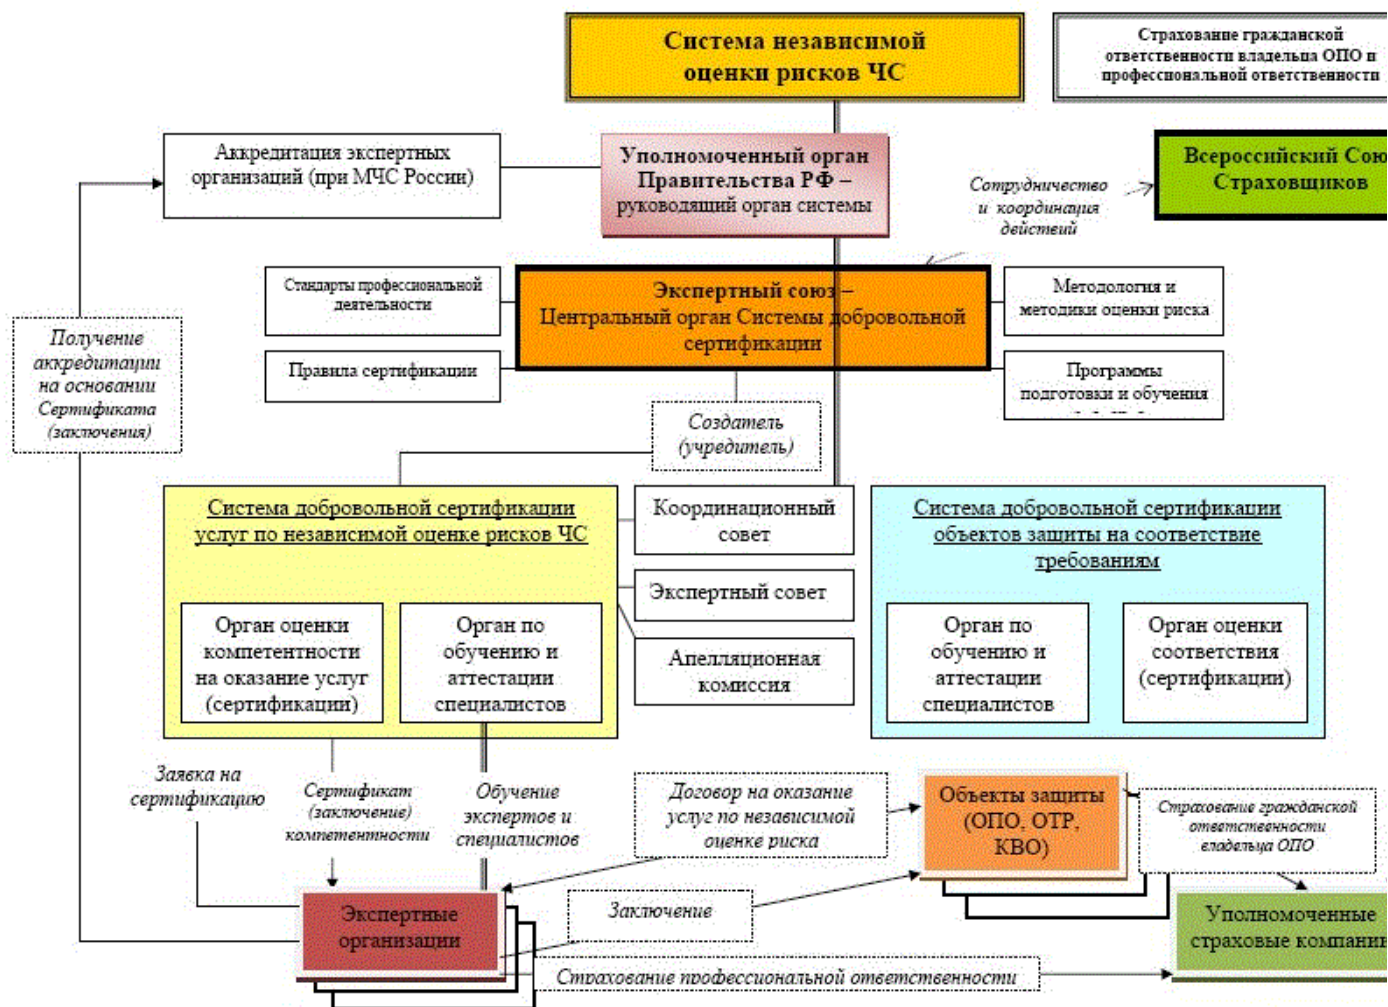 Система независимой
оценки рисков ЧС
Страхование гражданской
ответственности владельца ОПО и
профессиональной ответственности
Аккредитация экспертных
организаций (при МЧС России)
Уполномоченный орган
Правительства РФ –
руководящий орган системы
Сотрудничество
и координация
действий
Всероссийский Союз
Страховщиков
Стандарты профессиональной
деятельности
Правила сертификации
Экспертный союз –
Центральный орган Системы добровольной
сертификации
Методология и
методики оценки риска
Программы
подготовки и обучения
Получение
аккредитации
на основании
Сертификата
(заключения)
Создатель
(учредитель)
Система добровольной сертификации
услуг по независимой оценке рисков ЧС
Орган оценки
компетентности
на оказание услуг
(сертификации)
Орган по
обучению и
аттестации
специалистов
Координационный
совет
Экспертный совет
Апелляционная
комиссия
Система добровольной сертификации
объектов защиты на соответствие
требованиям
Орган по
обучению и
аттестации
специалистов
Орган оценки
соответствия
(сертификации)
Заявка на
сертификацию
Сертификат
(заключение)
компетентности
Обучение
экспертов и
специалистов
Договор на оказание
услуг по независимой
оценке риска
Объекты защиты
(ОПО, ОТР,
КВО)
Страхование гражданской
ответственности
владельца ОПО
Экспертные
организации
Заключение
Уполномоченные
страховые компании
Страхование профессиональной ответственности